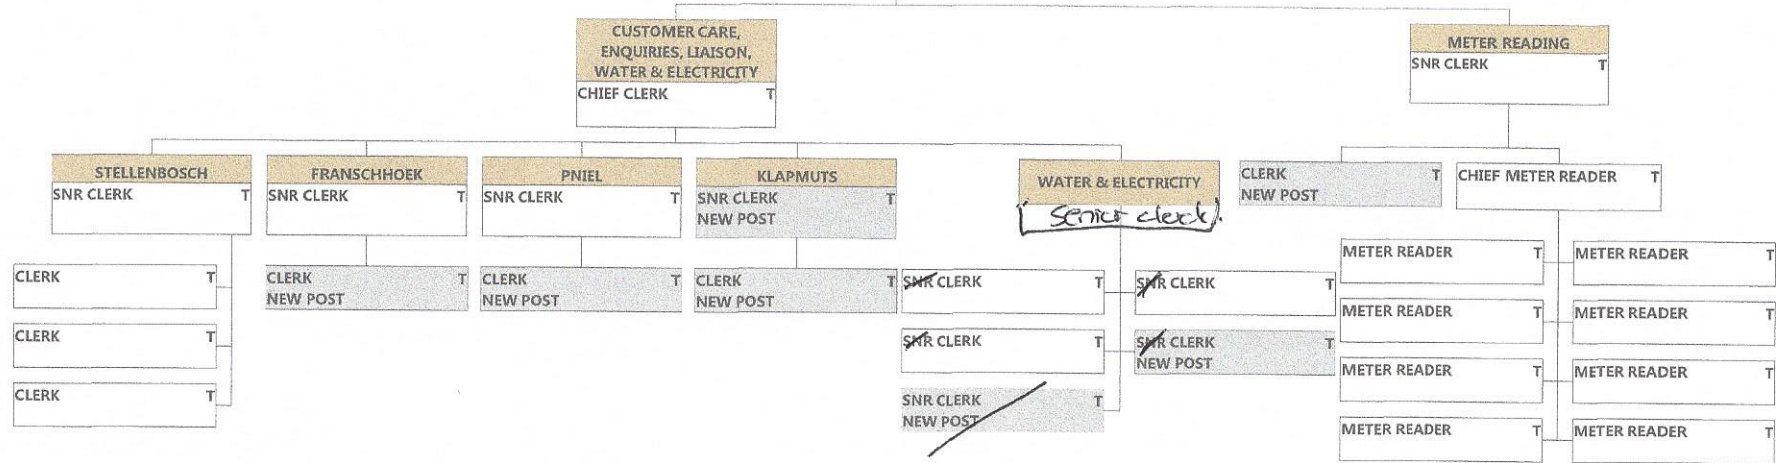 CUSTOMER CARE,
ENQUIRIES, LIAISON,
WATER & ELECTRICITY
CHIEF CLERK T
METER READING
SNR CLERK T
STELLENBOSCH
SNR CLERK T
CLERK T
CLERK T
CLERK T
FRANSCHHOEK
SNR CLERK T
CLERK T
NEW POST
PNIEL
SNR CLERK T
CLERK T
NEW POST
KLAPMUTS
SNR CLERK T
NEW POST
CLERK T
NEW POST
WATER & ELECTRICITY
Senior clerk.
SNR CLERK T
SNR CLERK T
SNR CLERK T
SNR CLERK T
NEW POST
SNR CLERK T
NEW POST
CLERK T
NEW POST
CHIEF METER READER T
METER READER T
METER READER T
METER READER T
METER READER T
METER READER T
METER READER T
METER READER T
METER READER T